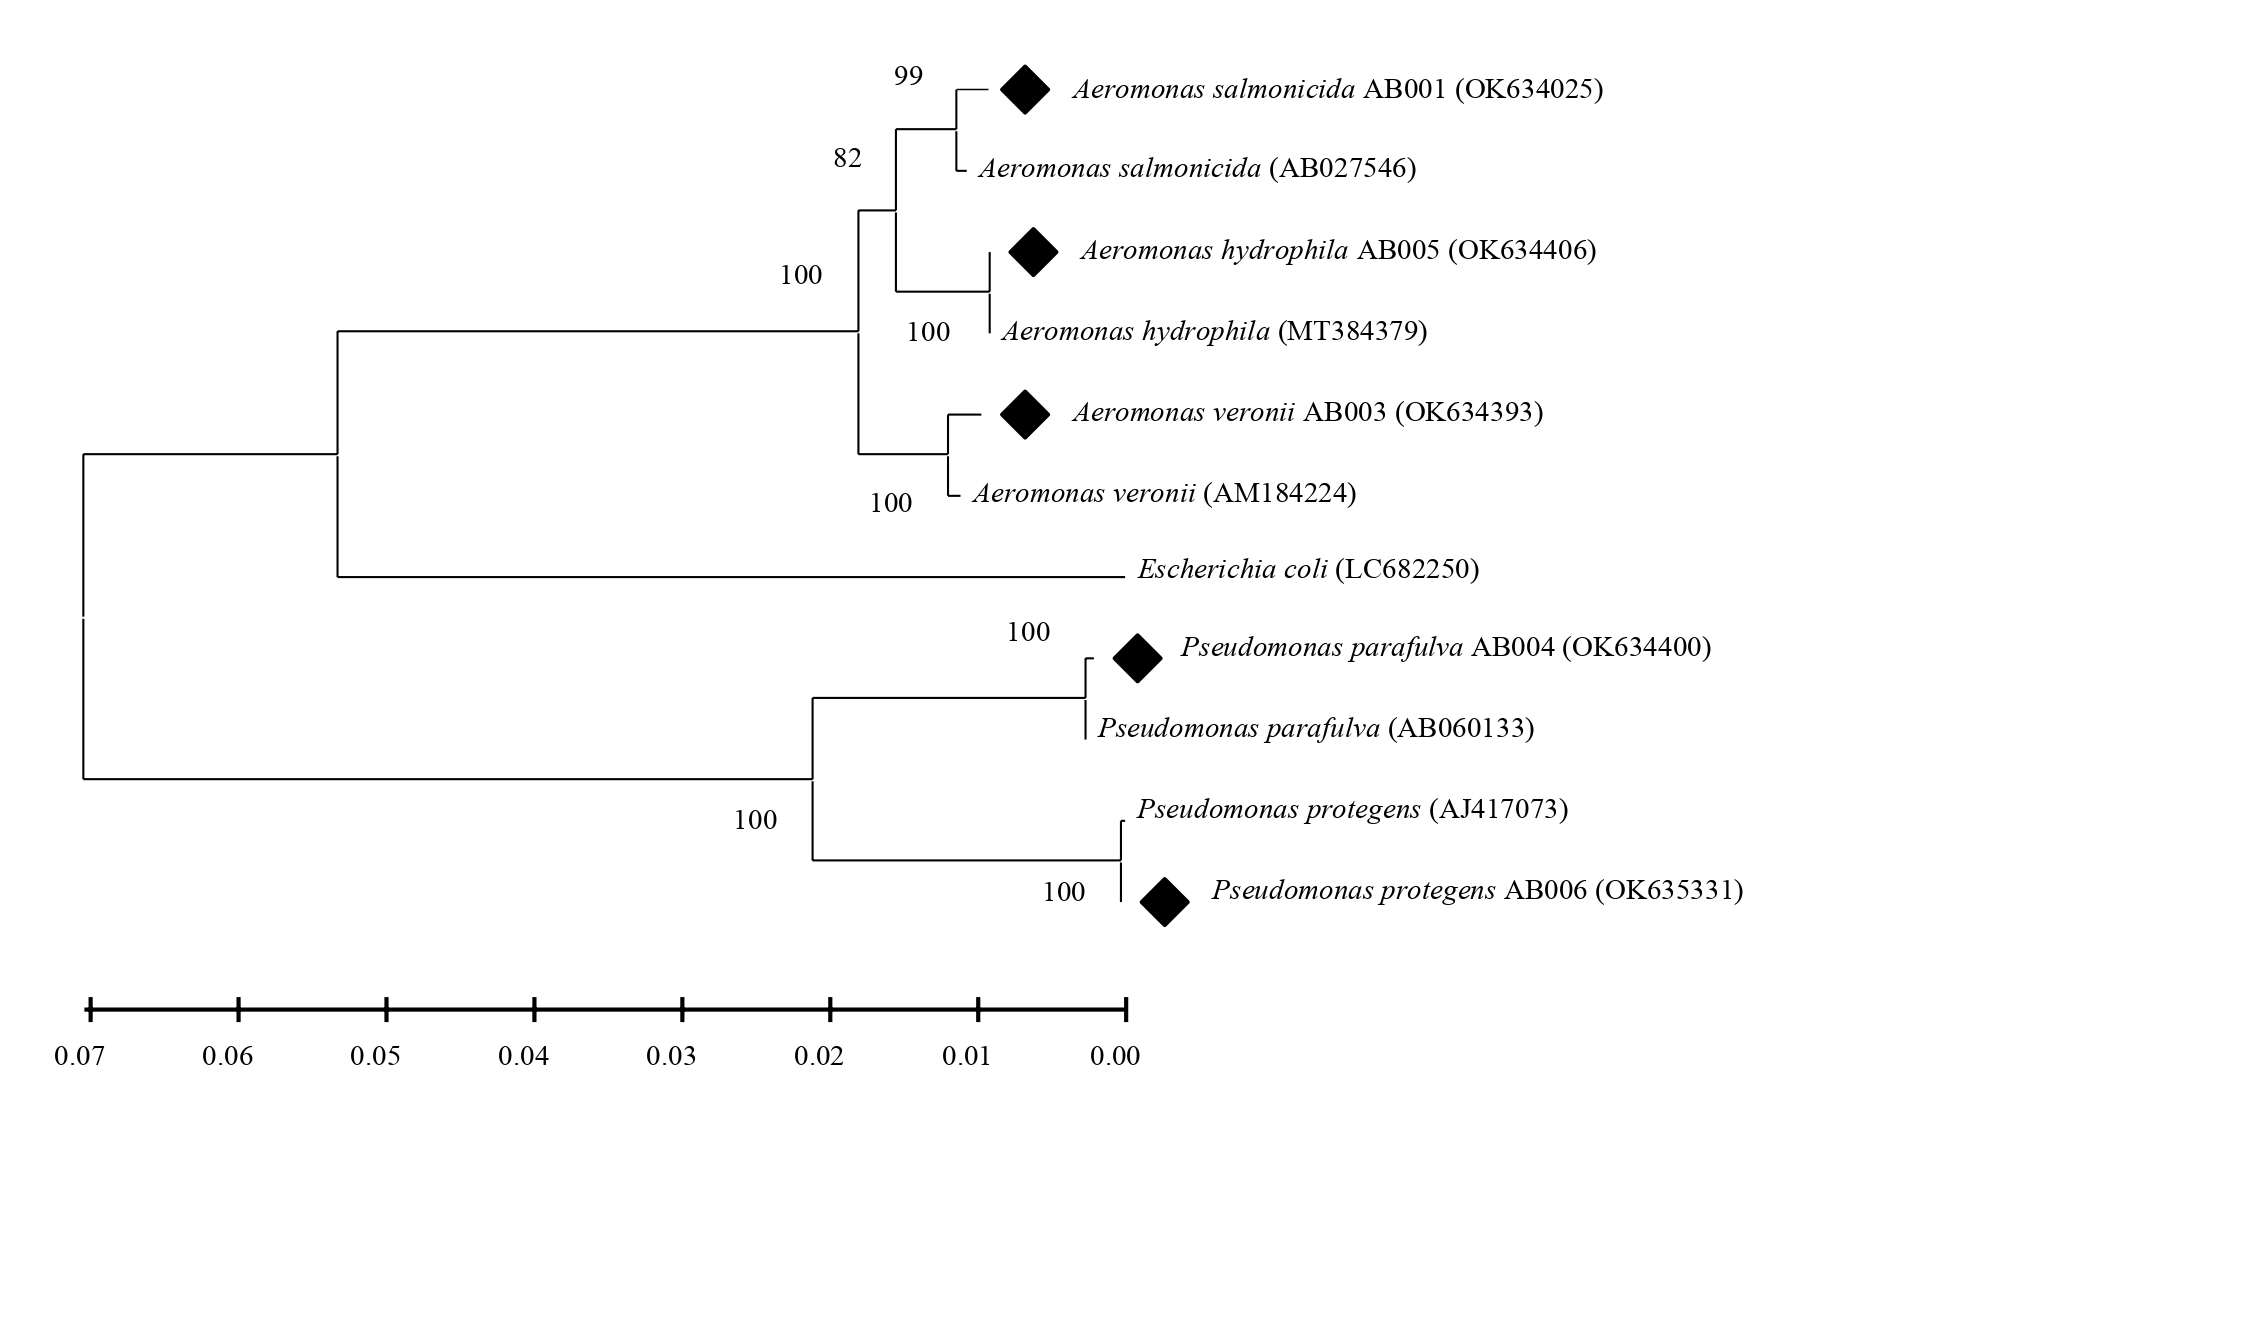 99
Aeromonas salmonicida AB001 (OK634025)
82
Aeromonas salmonicida (AB027546)
Aeromonas hydrophila AB005 (OK634406)
100
100
Aeromonas hydrophila (MT384379)
Aeromonas veronii AB003 (OK634393)
100
Aeromonas veronii (AM184224)
Escherichia coli (LC682250)
100
Pseudomonas parafulva AB004 (OK634400)
Pseudomonas parafulva (AB060133)
100
Pseudomonas protegens (AJ417073)
100
Pseudomonas protegens AB006 (OK635331)
0.07 0.06 0.05 0.04 0.03 0.02 0.01 0.00